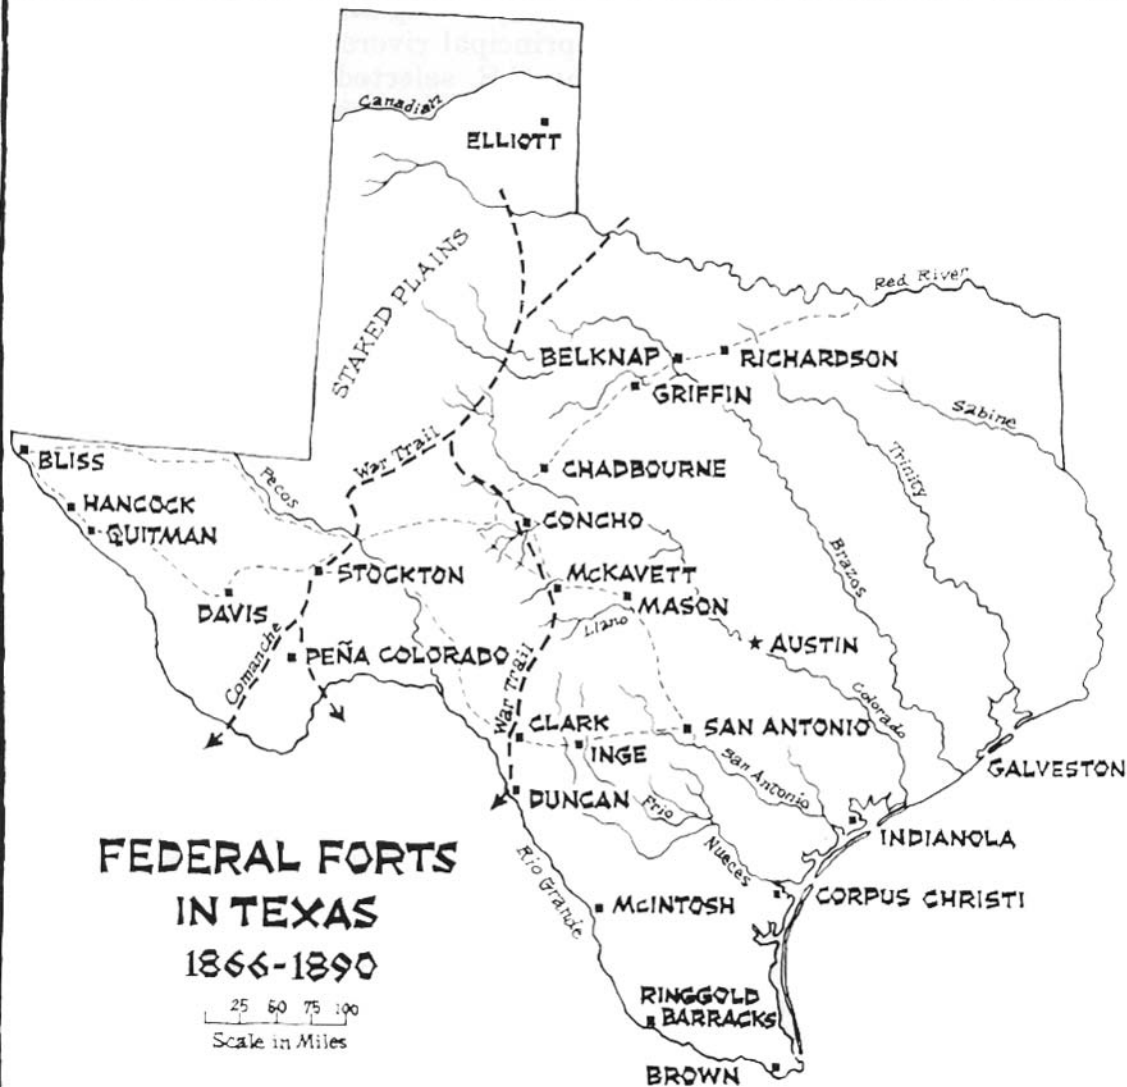 Canadian
ELLIOTT
STAKED PLAINS
Red River
BELKNAP
RICHARDSON
GRIFFIN
Sabine
Trinity
BLISS
War Trail
Pecos
CHADBOURNE
HANCOCK
QUITMAN
CONCHO
Brazos
STOCKTON
McKAVETT
MASON
DAVIS
Llano
AUSTIN
Comanche
PEÑA COLORADO
War Trail
Colorado
CLARK
INGE
SAN ANTONIO
San Antonio
GALVESTON
DUNCAN
Frio
INDIANOLA
Nueces
Rio Grande
McINTOSH
CORPUS CHRISTI
RINGGOLD
BARRACKS
BROWN
FEDERAL FORTS
IN TEXAS
1866-1890
25 50 75 100
Scale in Miles